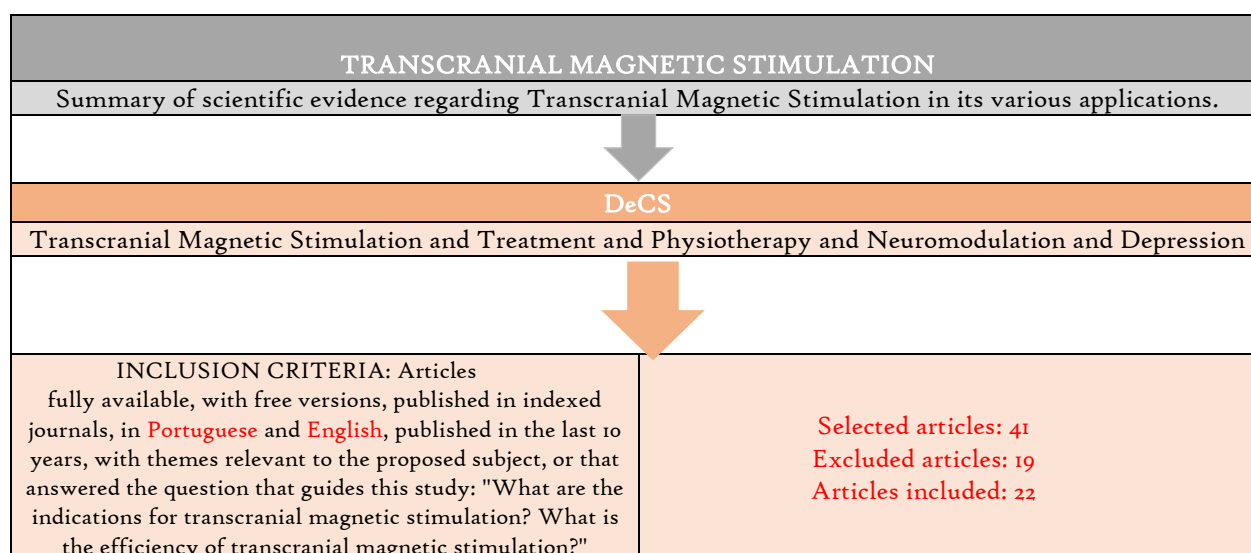 TRANSCRANIAL MAGNETIC STIMULATION
Summary of scientific evidence regarding Transcranial Magnetic Stimulation in its various applications.
DeCS
Transcranial Magnetic Stimulation and Treatment and Physiotherapy and Neuromodulation and Depression
INCLUSION CRITERIA: Articles
fully available, with free versions, published in indexed
journals, in Portuguese and English, published in the last 10
years, with themes relevant to the proposed subject, or that
answered the question that guides this study: "What are the
indications for transcranial magnetic stimulation? What is
the efficiency of transcranial magnetic stimulation?"
Selected articles: 41
Excluded articles: 19
Articles included: 22